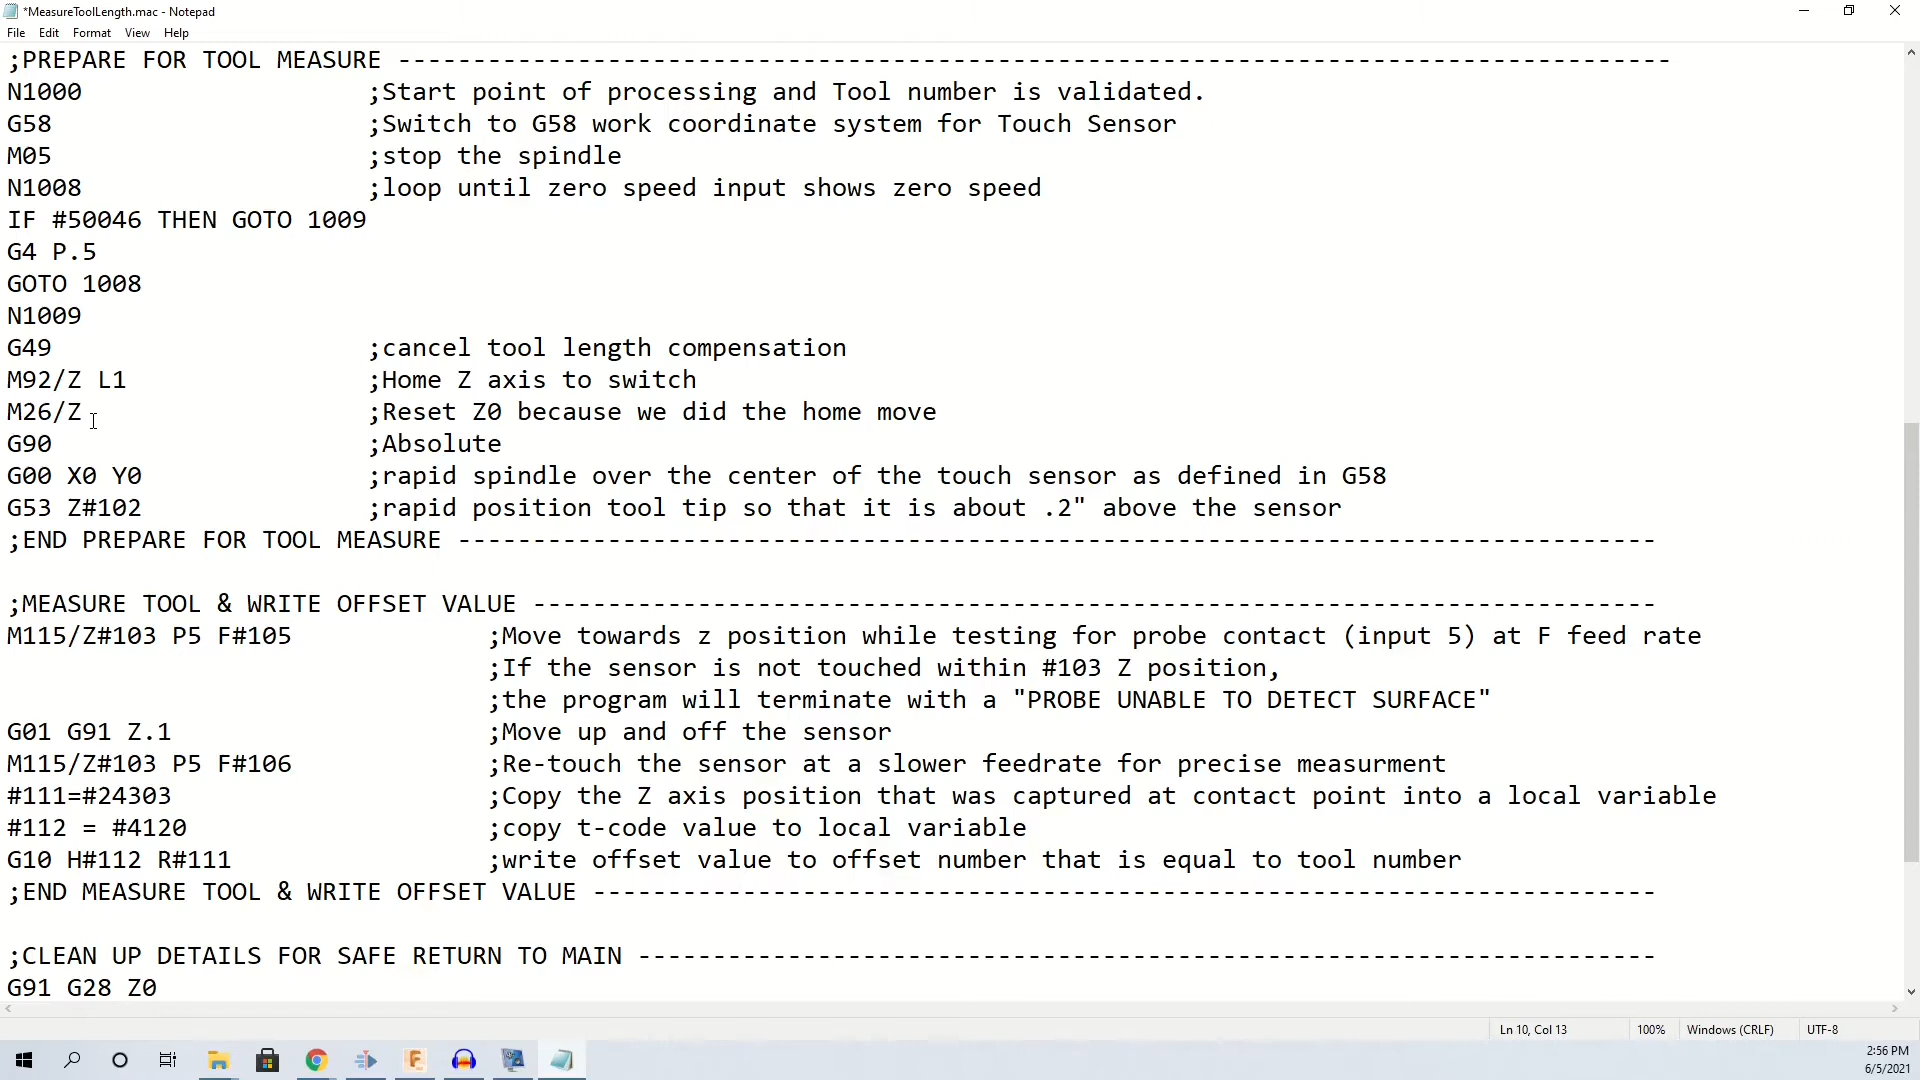 *MeasureToolLength.mac - Notepad
File Edit Format View Help
;PREPARE FOR TOOL MEASURE -------------------------------------------------------------------------------------
N1000 ;Start point of processing and Tool number is validated.
G58 ;Switch to G58 work coordinate system for Touch Sensor
M05 ;stop the spindle
N1008 ;loop until zero speed input shows zero speed
IF #50046 THEN GOTO 1009
G4 P.5
GOTO 1008
N1009
G49 ;cancel tool length compensation
M92/Z L1 ;Home Z axis to switch
M26/Z ;Reset Z0 because we did the home move
G90 ;Absolute
G00 X0 Y0 ;rapid spindle over the center of the touch sensor as defined in G58
G53 Z#102 ;rapid position tool tip so that it is about .2" above the sensor
;END PREPARE FOR TOOL MEASURE --------------------------------------------------------------------------------
;MEASURE TOOL & WRITE OFFSET VALUE ---------------------------------------------------------------------------
M115/Z#103 P5 F#105 ;Move towards z position while testing for probe contact (input 5) at F feed rate
;If the sensor is not touched within #103 Z position,
;the program will terminate with a "PROBE UNABLE TO DETECT SURFACE"
G01 G91 Z.1 ;Move up and off the sensor
M115/Z#103 P5 F#106 ;Re-touch the sensor at a slower feedrate for precise measurment
#111=#24303 ;Copy the Z axis position that was captured at contact point into a local variable
#112 = #4120 ;copy t-code value to local variable
G10 H#112 R#111 ;write offset value to offset number that is equal to tool number
;END MEASURE TOOL & WRITE OFFSET VALUE -----------------------------------------------------------------------
;CLEAN UP DETAILS FOR SAFE RETURN TO MAIN --------------------------------------------------------------------
G91 G28 Z0
Ln 10, Col 13 100% Windows (CRLF) UTF-8
2:56 PM
6/5/2021